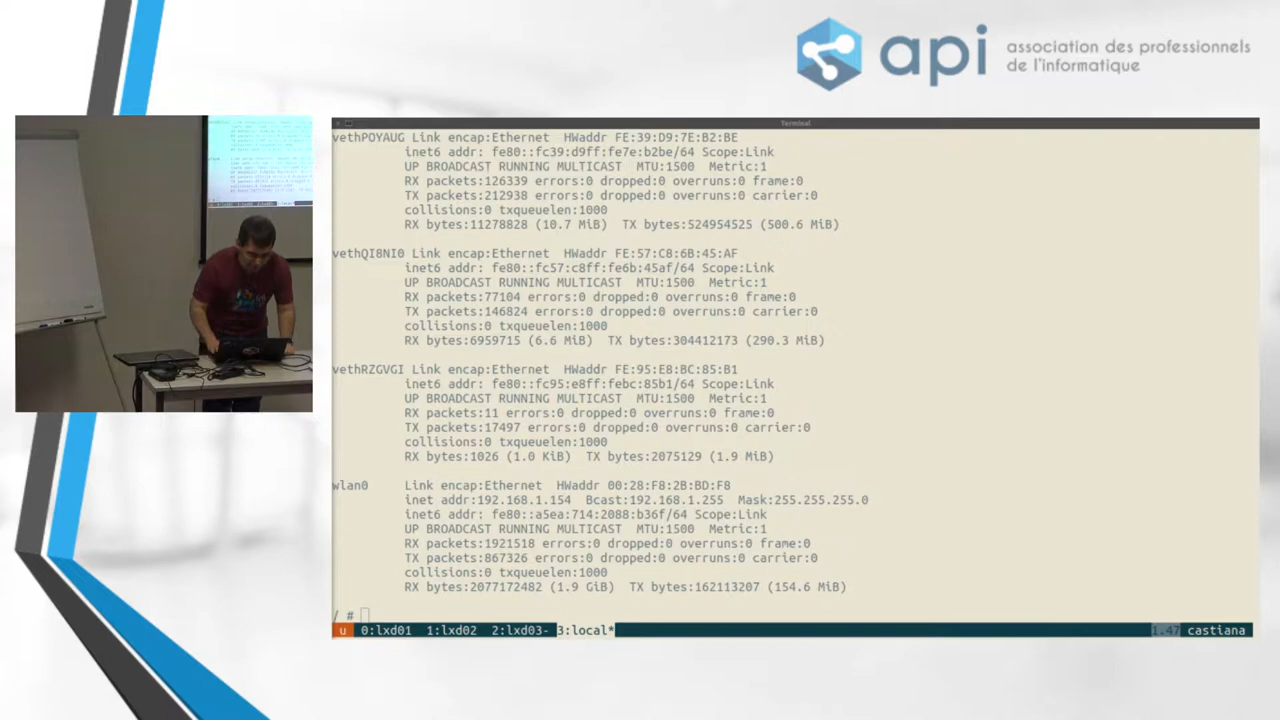 api
association des professionnels
de l'informatique
Terminal
vethPOYAUG Link encap:Ethernet  HWaddr FE:39:D9:7E:B2:BE
inet6 addr: fe80::fc39:d9ff:fe7e:b2be/64 Scope:Link
UP BROADCAST RUNNING MULTICAST  MTU:1500  Metric:1
RX packets:126339 errors:0 dropped:0 overruns:0 frame:0
TX packets:212938 errors:0 dropped:0 overruns:0 carrier:0
collisions:0 txqueuelen:1000
RX bytes:11278828 (10.7 MiB)  TX bytes:524954525 (500.6 MiB)
vethQI8NI0 Link encap:Ethernet  HWaddr FE:57:C8:6B:45:AF
inet6 addr: fe80::fc57:c8ff:fe6b:45af/64 Scope:Link
UP BROADCAST RUNNING MULTICAST  MTU:1500  Metric:1
RX packets:77104 errors:0 dropped:0 overruns:0 frame:0
TX packets:146824 errors:0 dropped:0 overruns:0 carrier:0
collisions:0 txqueuelen:1000
RX bytes:6959715 (6.6 MiB)  TX bytes:304412173 (290.3 MiB)
vethRZGVGI Link encap:Ethernet  HWaddr FE:95:E8:BC:85:B1
inet6 addr: fe80::fc95:e8ff:febc:85b1/64 Scope:Link
UP BROADCAST RUNNING MULTICAST  MTU:1500  Metric:1
RX packets:11 errors:0 dropped:0 overruns:0 frame:0
TX packets:17497 errors:0 dropped:0 overruns:0 carrier:0
collisions:0 txqueuelen:1000
RX bytes:1026 (1.0 KiB)  TX bytes:2075129 (1.9 MiB)
wlan0     Link encap:Ethernet  HWaddr 00:28:F8:2B:BD:F8
inet addr:192.168.1.154  Bcast:192.168.1.255  Mask:255.255.255.0
inet6 addr: fe80::a5ea:714:2088:b36f/64 Scope:Link
UP BROADCAST RUNNING MULTICAST  MTU:1500  Metric:1
RX packets:1921518 errors:0 dropped:0 overruns:0 frame:0
TX packets:867326 errors:0 dropped:0 overruns:0 carrier:0
collisions:0 txqueuelen:1000
RX bytes:2077172482 (1.9 GiB)  TX bytes:162113207 (154.6 MiB)
/ #
u 0:lxd01  1:lxd02  2:lxd03- 3:local* 1.47 castiana